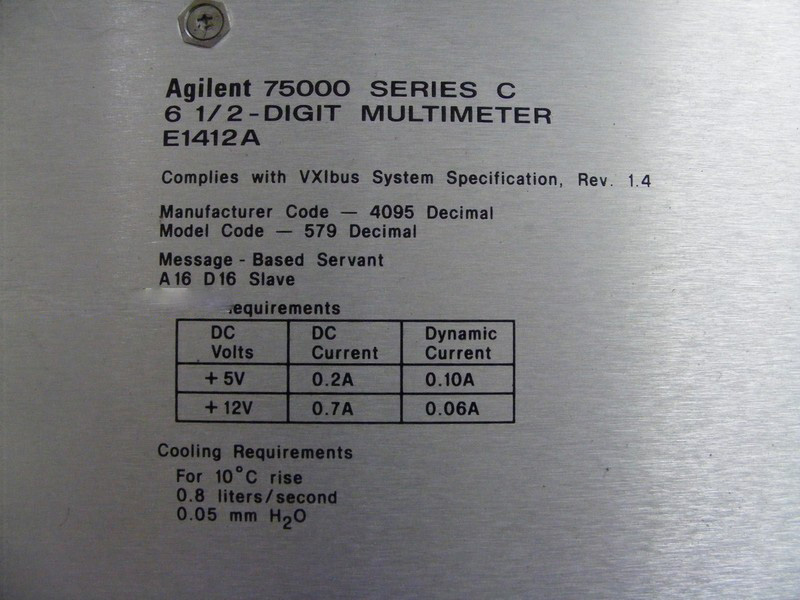 Agilent 75000 SERIES C
6 1/2-DIGIT MULTIMETER
E1412A
Complies with VXIbus System Specification, Rev. 1.4
Manufacturer Code — 4095 Decimal
Model Code — 579 Decimal
Message - Based Servant
A16 D16 Slave
equirements
DC Volts DC Current Dynamic Current
+5V 0.2A 0.10A
+12V 0.7A 0.06A
Cooling Requirements
For 10°C rise
0.8 liters/second
0.05 mm H₂O